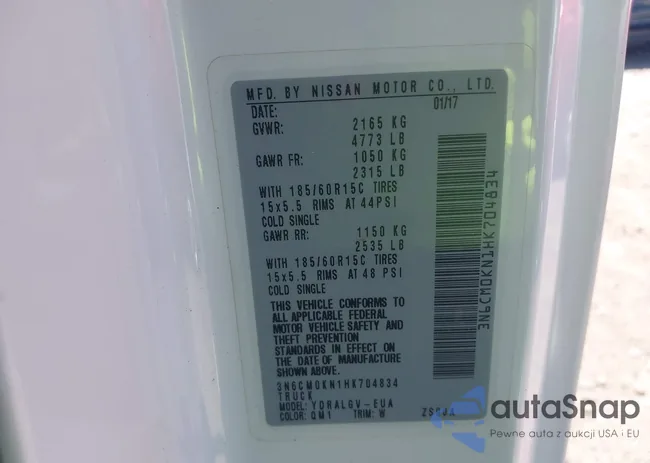 MFD. BY NISSAN MOTOR CO., LTD.
DATE: 01/17
GVWR: 2165 KG
4773 LB
GAWR FR: 1050 KG
2315 LB
WITH 185/60R15C TIRES
15x5.5 RIMS AT 44PSI
COLD SINGLE
GAWR RR: 1150 KG
2535 LB
WITH 185/60R15C TIRES
15x5.5 RIMS AT 48 PSI
COLD SINGLE
THIS VEHICLE CONFORMS TO
ALL APPLICABLE FEDERAL
MOTOR VEHICLE SAFETY AND
THEFT PREVENTION
STANDARDS IN EFFECT ON
THE DATE OF MANUFACTURE
SHOWN ABOVE.
3N6CM0KN1HK704834
TRUCK
MODEL: YDRALGV-EUA
COLOR: QM1 TRIM: W
3N6CM0KN1HK704834
autoSnap
Pewne auta z aukcji USA i EU